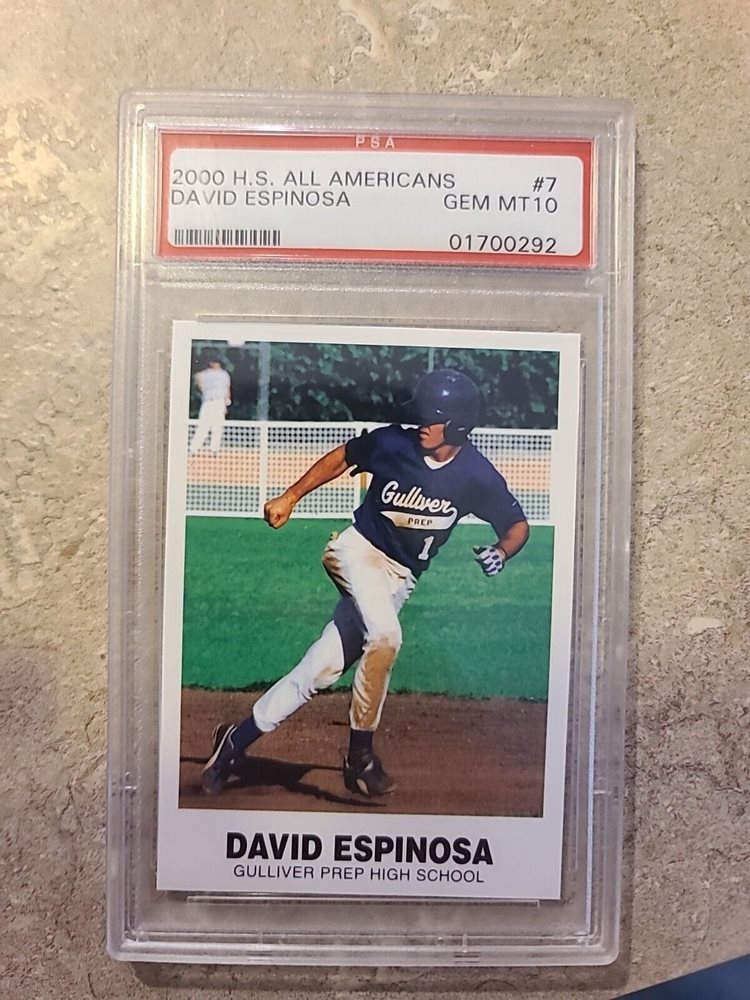 PSA
2000 H.S. ALL AMERICANS #7
DAVID ESPINOSA GEM MT10
01700292
Gulliver
PREP
1
DAVID ESPINOSA
GULLIVER PREP HIGH SCHOOL